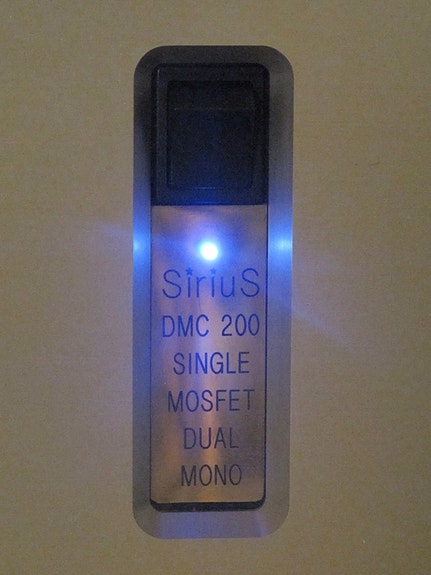 SiriuS
DMC 200
SINGLE
MOSFET
DUAL
MONO